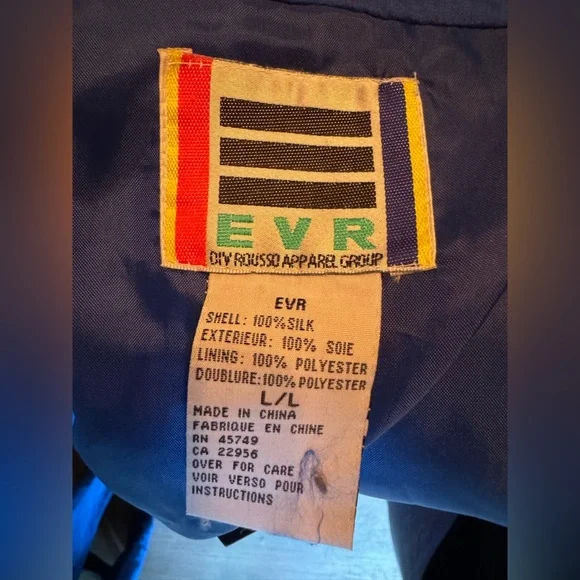 EVR
DIV ROUSSO APPAREL GROUP
EVR
SHELL: 100%SILK
EXTERIEUR: 100% SOIE
LINING: 100% POLYESTER
DOUBLURE:100%POLYESTER
L/L
MADE IN CHINA
FABRIQUE EN CHINE
RN 45749
CA 22956
OVER FOR CARE
VOIR VERSO POUR
INSTRUCTIONS